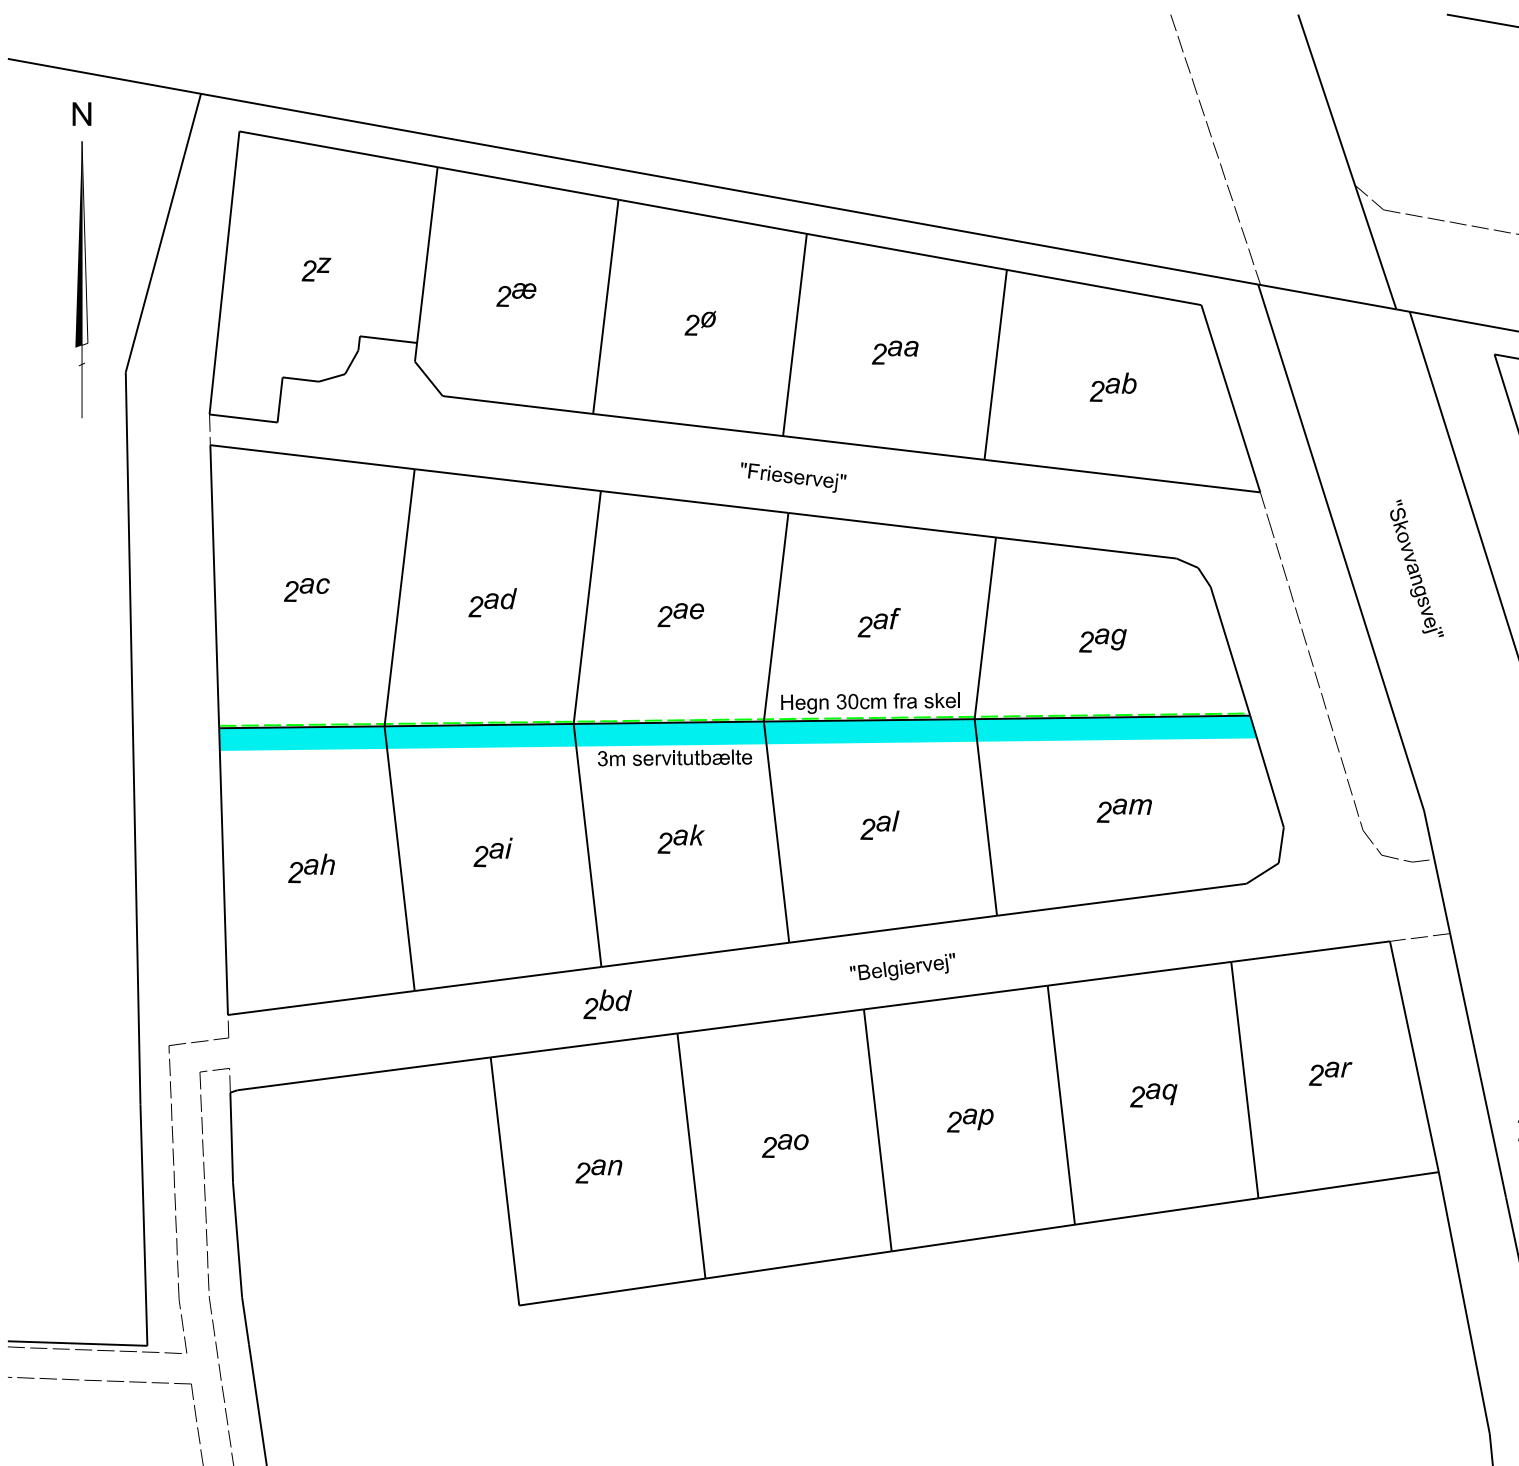 N
2z
2æ
2ø
2aa
2ab
"Frieservej"
"Skovvangsvej"
2ac
2ad
2ae
2af
2ag
Hegn 30cm fra skel
3m servitutbælte
2ah
2ai
2ak
2al
2am
"Belgiervej"
2bd
2an
2ao
2ap
2aq
2ar